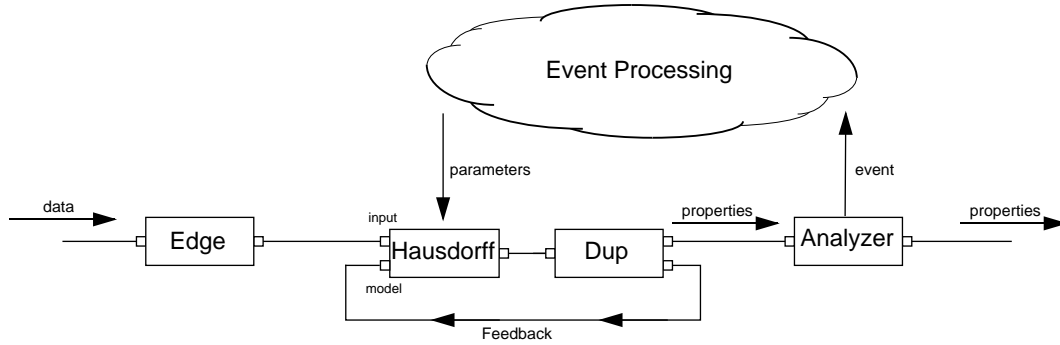 Event Processing
parameters
event
data
input
properties
properties
Edge
Hausdorff
Dup
Analyzer
model
Feedback